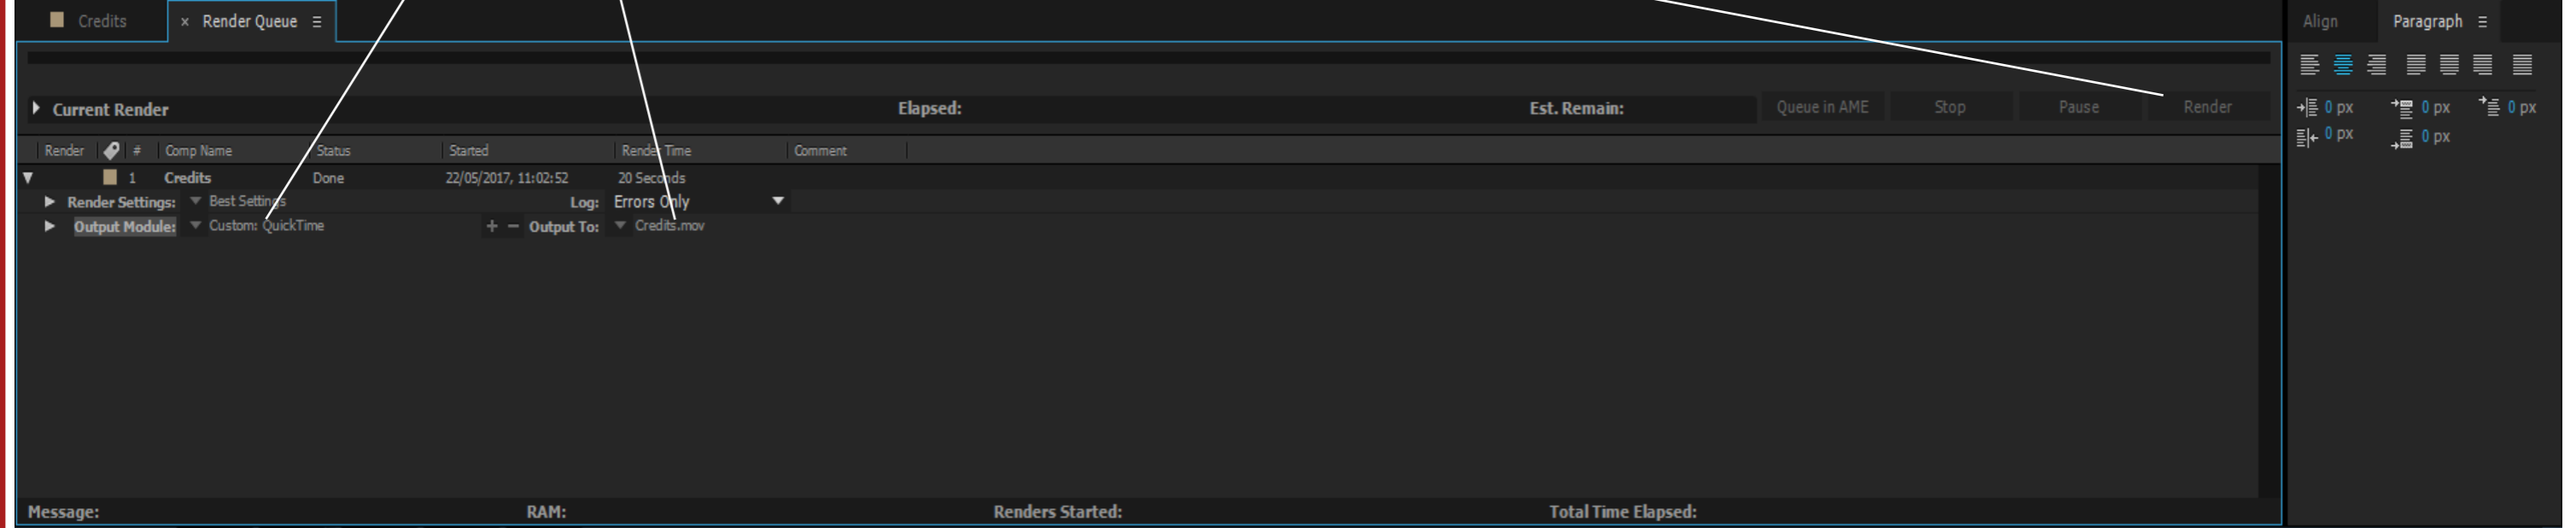 Credits × Render Queue Align Paragraph
Current Render Elapsed: Est. Remain: Queue in AME Stop Pause Render
0 px 0 px 0 px
Render # Comp Name Status Started Render Time Comment
0 px 0 px
1 Credits Done 22/05/2017, 11:02:52 20 Seconds
Render Settings: Best Settings Log: Errors Only
Output Module: Custom: QuickTime + − Output To: Credits.mov
Message: RAM: Renders Started: Total Time Elapsed: